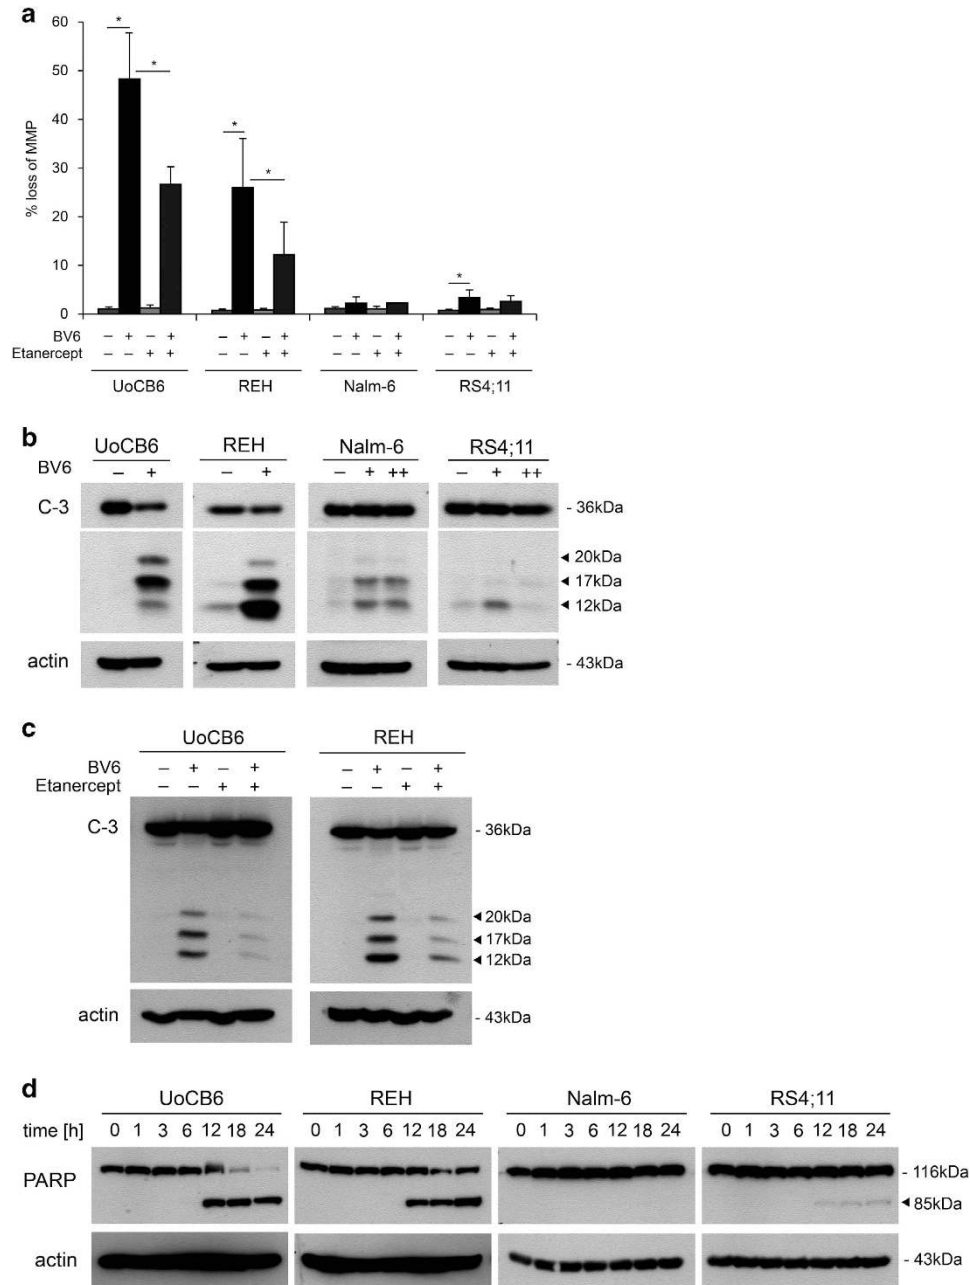 a
60
50
40
30
20
10
0
% loss of MMP
* * * * *
BV6 – + – + – + – + – + – + – + – +
Etanercept – – + + – – + + – – + + – – + +
UoCB6 REH Nalm-6 RS4;11
b
UoCB6 REH Nalm-6 RS4;11
BV6 – + – + – + ++ – + ++
C-3 - 36kDa
◄ 20kDa
◄ 17kDa
◄ 12kDa
actin - 43kDa
c
UoCB6 REH
BV6 – + – + – + – +
Etanercept – – + + – – + +
C-3 - 36kDa
◄ 20kDa
◄ 17kDa
◄ 12kDa
actin - 43kDa
d
UoCB6 REH Nalm-6 RS4;11
time [h] 0 1 3 6 12 18 24 0 1 3 6 12 18 24 0 1 3 6 12 18 24 0 1 3 6 12 18 24
PARP - 116kDa
◄ 85kDa
actin - 43kDa